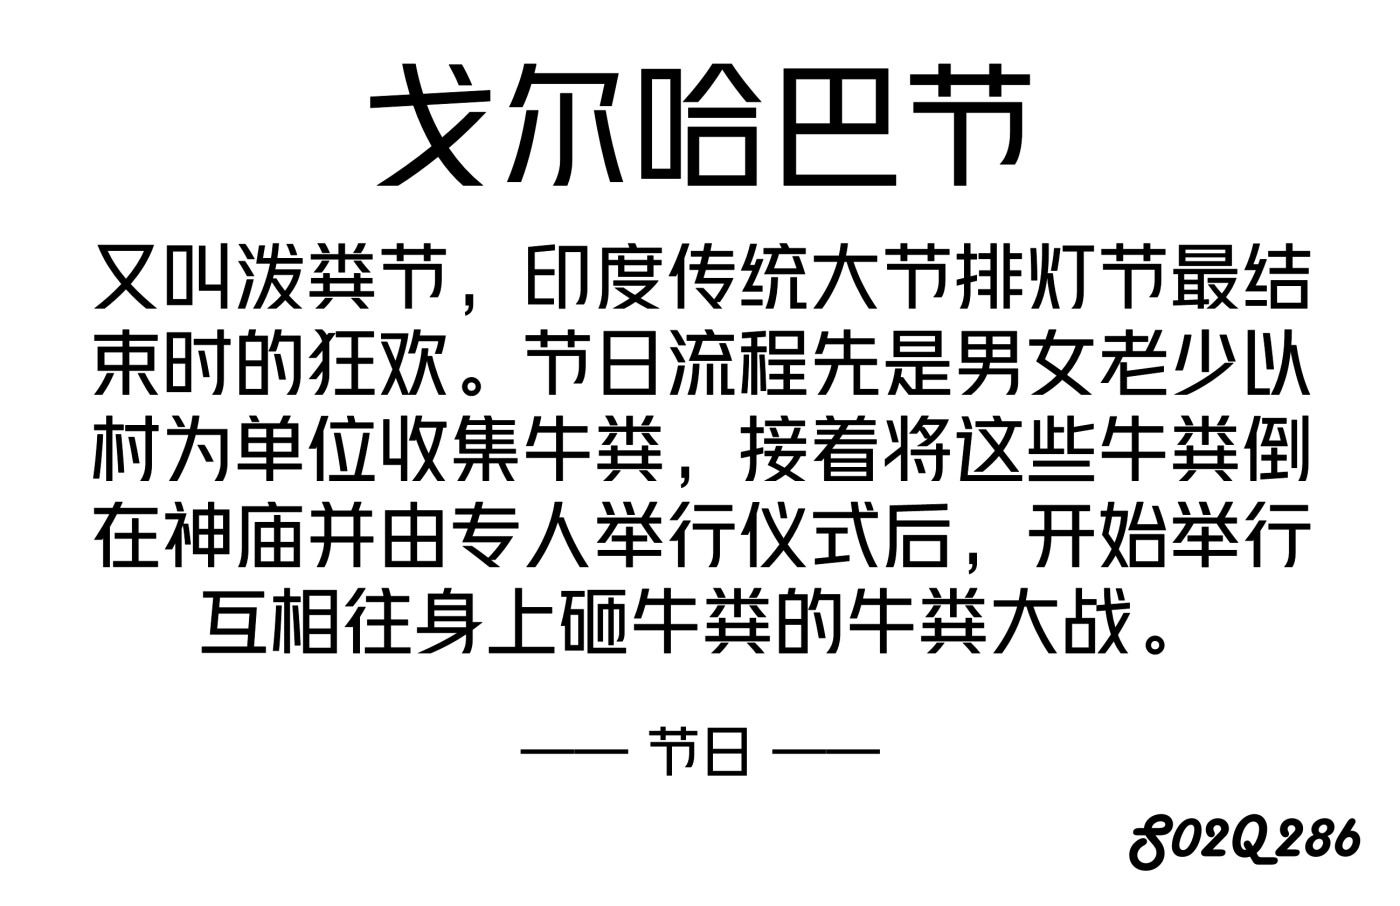 戈尔哈巴节
又叫泼粪节，印度传统大节排灯节最结
束时的狂欢。节日流程先是男女老少以
村为单位收集牛粪，接着将这些牛粪倒
在神庙并由专人举行仪式后，开始举行
互相往身上砸牛粪的牛粪大战。
—— 节日 ——
S02Q286